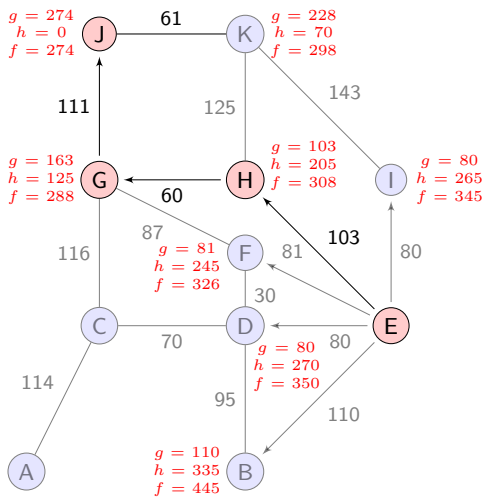 g = 274
h = 0
f = 274
J
61
K
g = 228
h = 70
f = 298
111
125
143
g = 163
h = 125
f = 288
G
60
H
g = 103
h = 205
f = 308
I
g = 80
h = 265
f = 345
87
103
116
g = 81
h = 245
f = 326
F
81
80
30
C
70
D
80
E
g = 80
h = 270
f = 350
114
95
110
A
g = 110
h = 335
f = 445
B